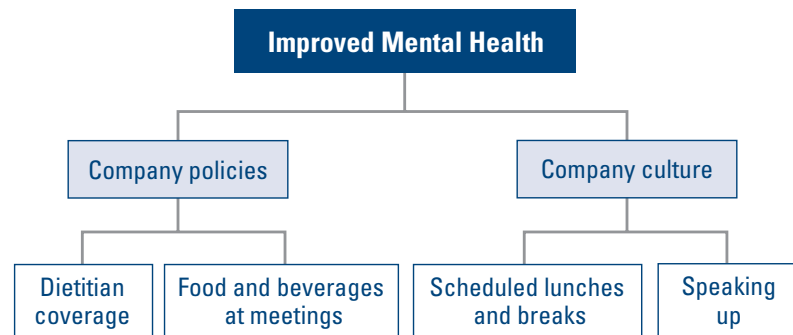 Improved Mental Health
Company policies
Company culture
Dietitian
coverage
Food and beverages
at meetings
Scheduled lunches
and breaks
Speaking
up